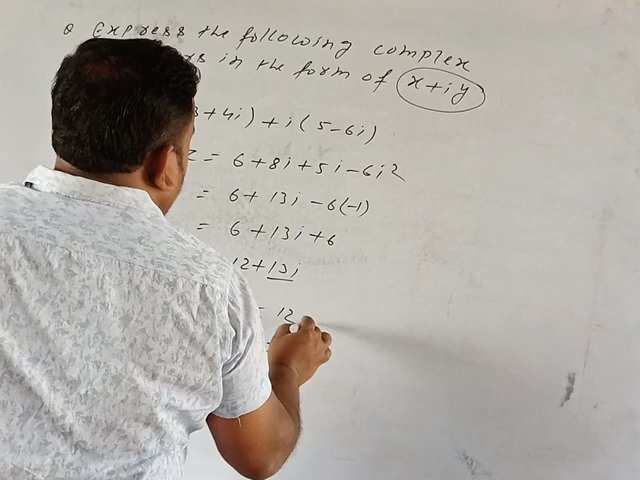 Q Express the following complex
in the form of x+iy
3+4i)+i(5-6i)
z = 6+8i+5i-6i²
= 6+13i-6(-1)
= 6+13i+6
12+13i
= 12